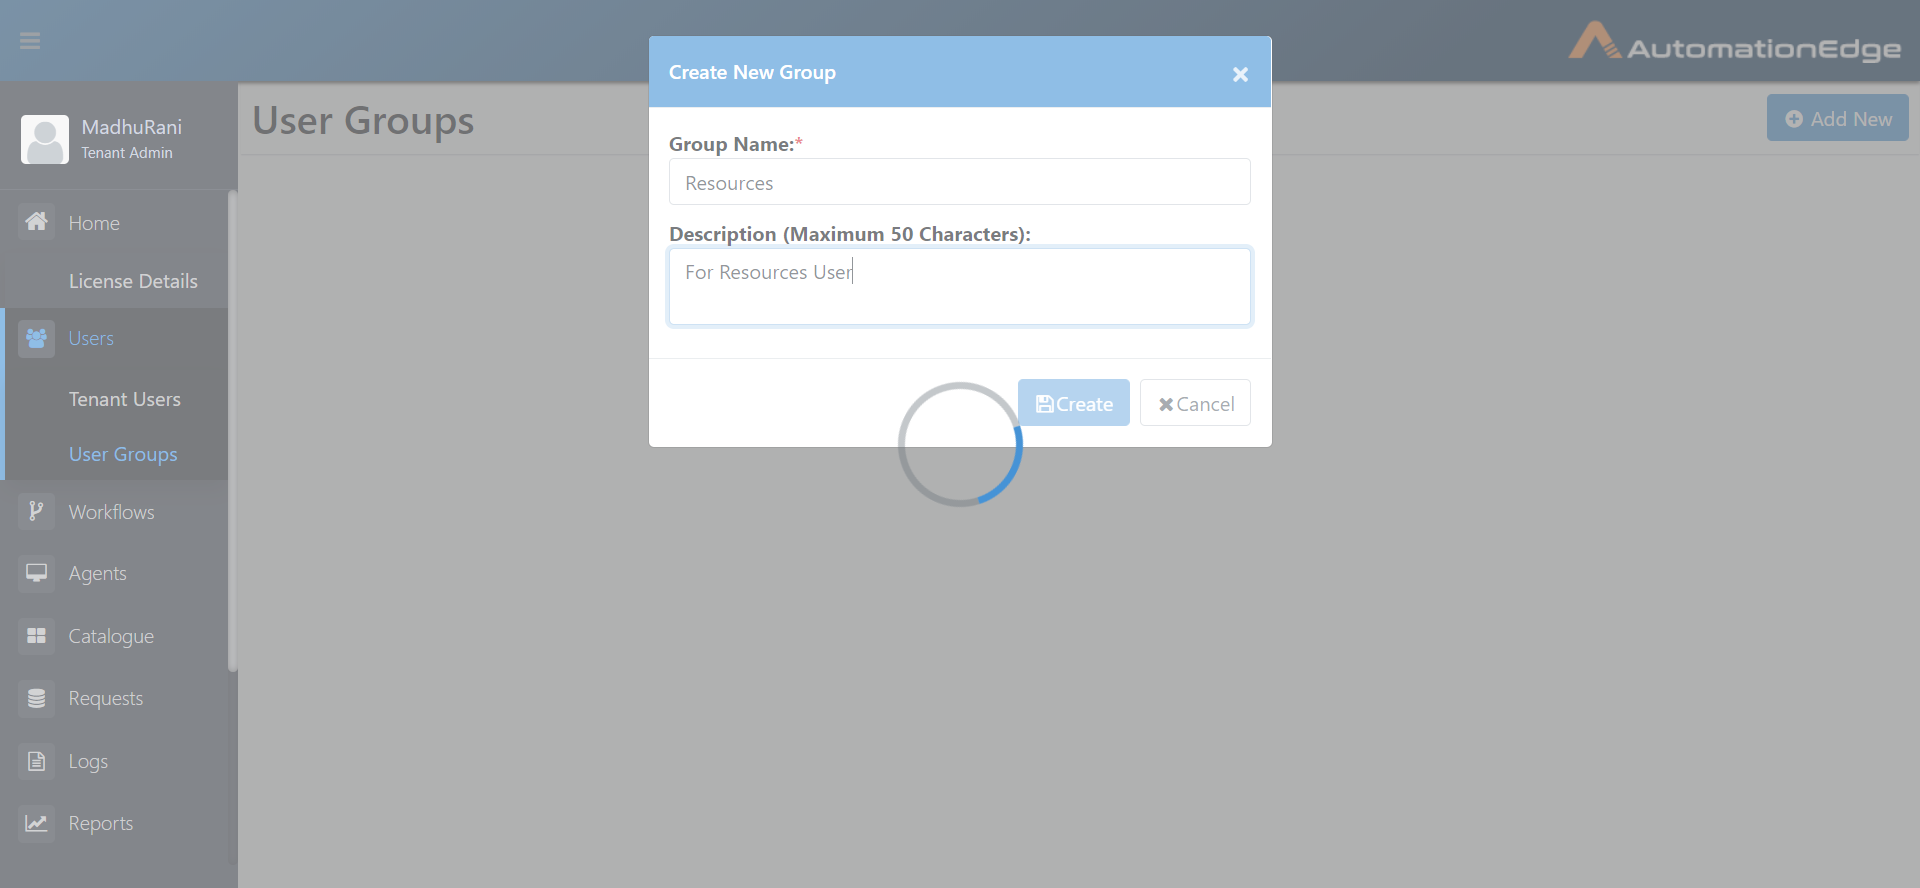 AutomationEdge
MadhuRani
Tenant Admin
Home
License Details
Users
Tenant Users
User Groups
Workflows
Agents
Catalogue
Requests
Logs
Reports
User Groups
Add New
Create New Group
Group Name:*
Resources
Description (Maximum 50 Characters):
For Resources User
Create
Cancel